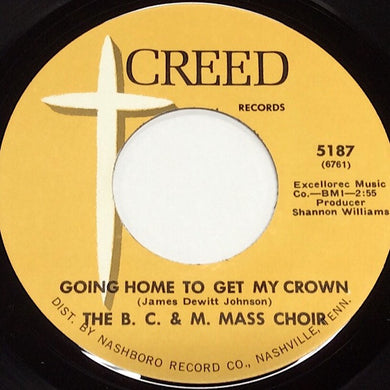 CREED
RECORDS
5187
(6761)
Excellorec Music
Co.—BMI—2:55
Producer
Shannon Williams
GOING HOME TO GET MY CROWN
(James Dewitt Johnson)
THE B. C. & M. MASS CHOIR
DIST. BY NASHBORO RECORD CO., NASHVILLE, TENN.